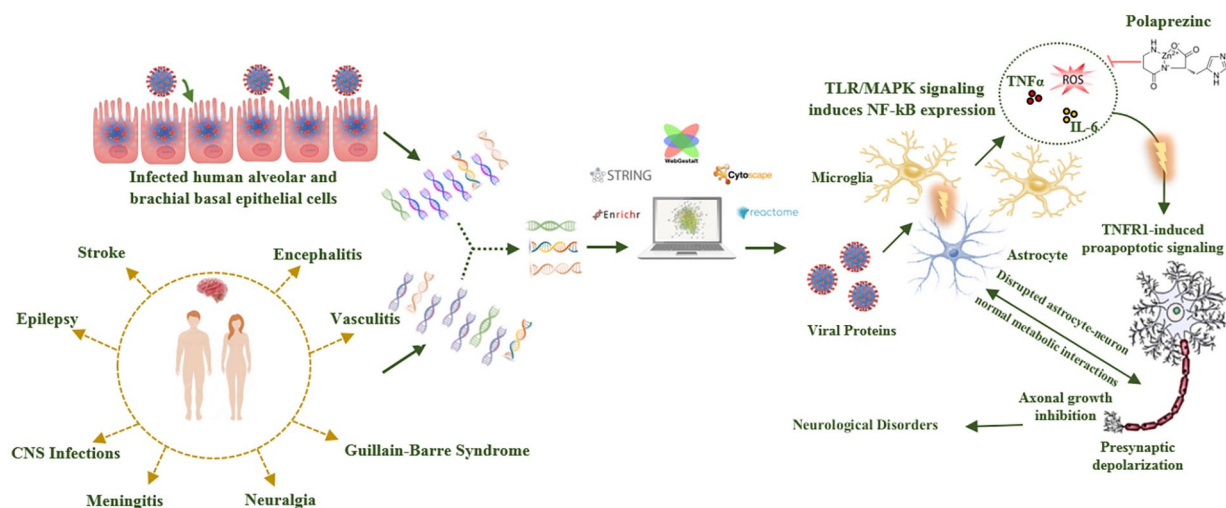 Infected human alveolar and
brachial basal epithelial cells
Stroke
Encephalitis
Epilepsy
Vasculitis
CNS Infections
Guillain-Barre Syndrome
Meningitis
Neuralgia
WebGestalt
STRING
Cytoscape
Enrichr
reactome
TLR/MAPK signaling
induces NF-kB expression
Microglia
Astrocyte
Viral Proteins
TNFα
ROS
IL-6
Polaprezinc
H
N
O-
O
Zn2+
N-
O
N
N
H
TNFR1-induced
proapoptotic signaling
Disrupted astrocyte-neuron
normal metabolic interactions
Axonal growth
inhibition
Neurological Disorders
Presynaptic
depolarization